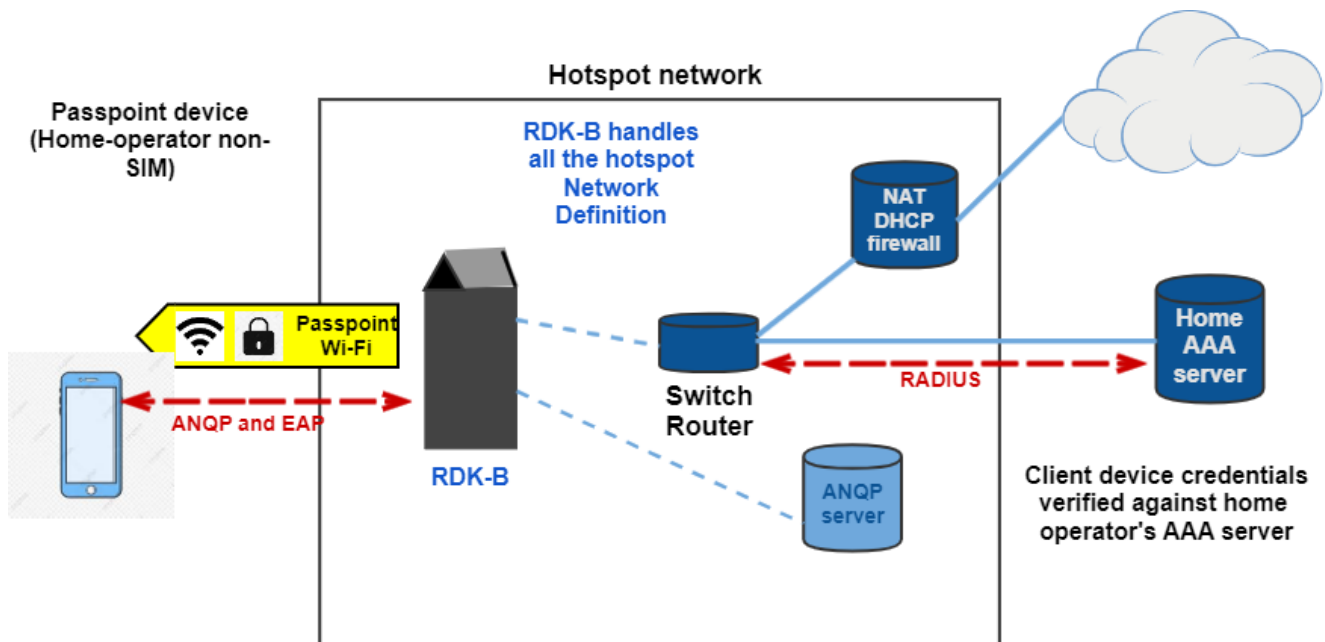 Hotspot network
Passpoint device
(Home-operator non-
SIM)
RDK-B handles
all the hotspot
Network
Definition
NAT
DHCP
firewall
Passpoint
Wi-Fi
Home
AAA
server
RADIUS
Switch
Router
ANQP and EAP
RDK-B
ANQP
server
Client device credentials
verified against home
operator's AAA server